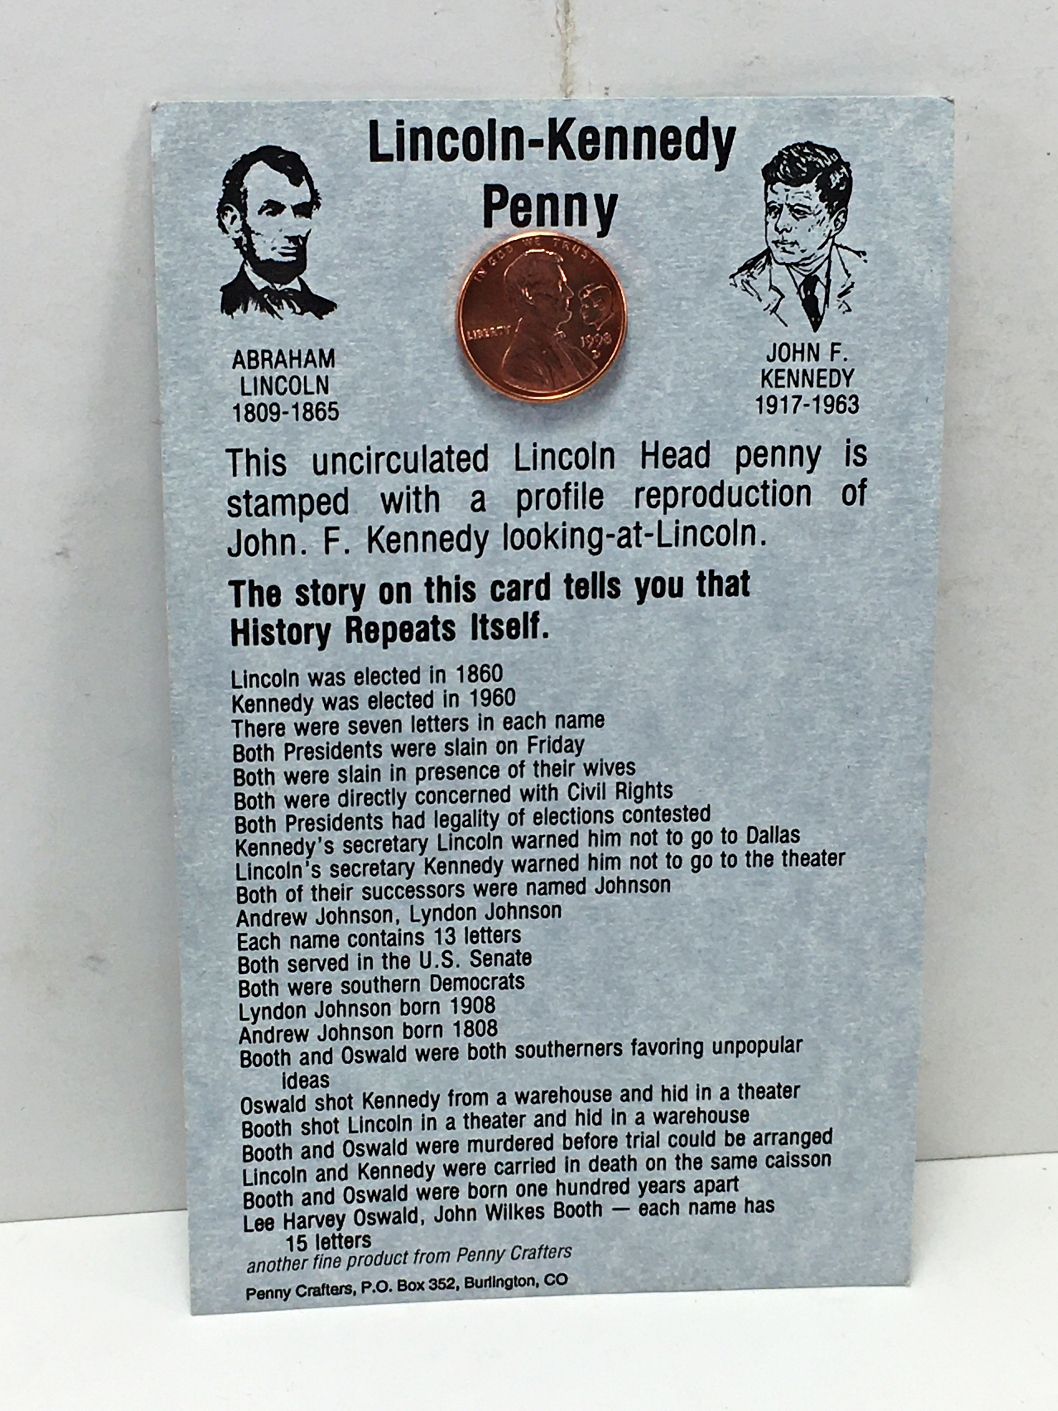 Lincoln-Kennedy
Penny
IN GOD WE TRUST
LIBERTY
1998
D
ABRAHAM
LINCOLN
1809-1865
JOHN F.
KENNEDY
1917-1963
This uncirculated Lincoln Head penny is
stamped with a profile reproduction of
John. F. Kennedy looking-at-Lincoln.
The story on this card tells you that
History Repeats Itself.
Lincoln was elected in 1860
Kennedy was elected in 1960
There were seven letters in each name
Both Presidents were slain on Friday
Both were slain in presence of their wives
Both were directly concerned with Civil Rights
Both Presidents had legality of elections contested
Kennedy's secretary Lincoln warned him not to go to Dallas
Lincoln's secretary Kennedy warned him not to go to the theater
Both of their successors were named Johnson
Andrew Johnson, Lyndon Johnson
Each name contains 13 letters
Both served in the U.S. Senate
Both were southern Democrats
Lyndon Johnson born 1908
Andrew Johnson born 1808
Booth and Oswald were both southerners favoring unpopular
ideas
Oswald shot Kennedy from a warehouse and hid in a theater
Booth shot Lincoln in a theater and hid in a warehouse
Booth and Oswald were murdered before trial could be arranged
Lincoln and Kennedy were carried in death on the same caisson
Booth and Oswald were born one hundred years apart
Lee Harvey Oswald, John Wilkes Booth — each name has
15 letters
another fine product from Penny Crafters
Penny Crafters, P.O. Box 352, Burlington, CO